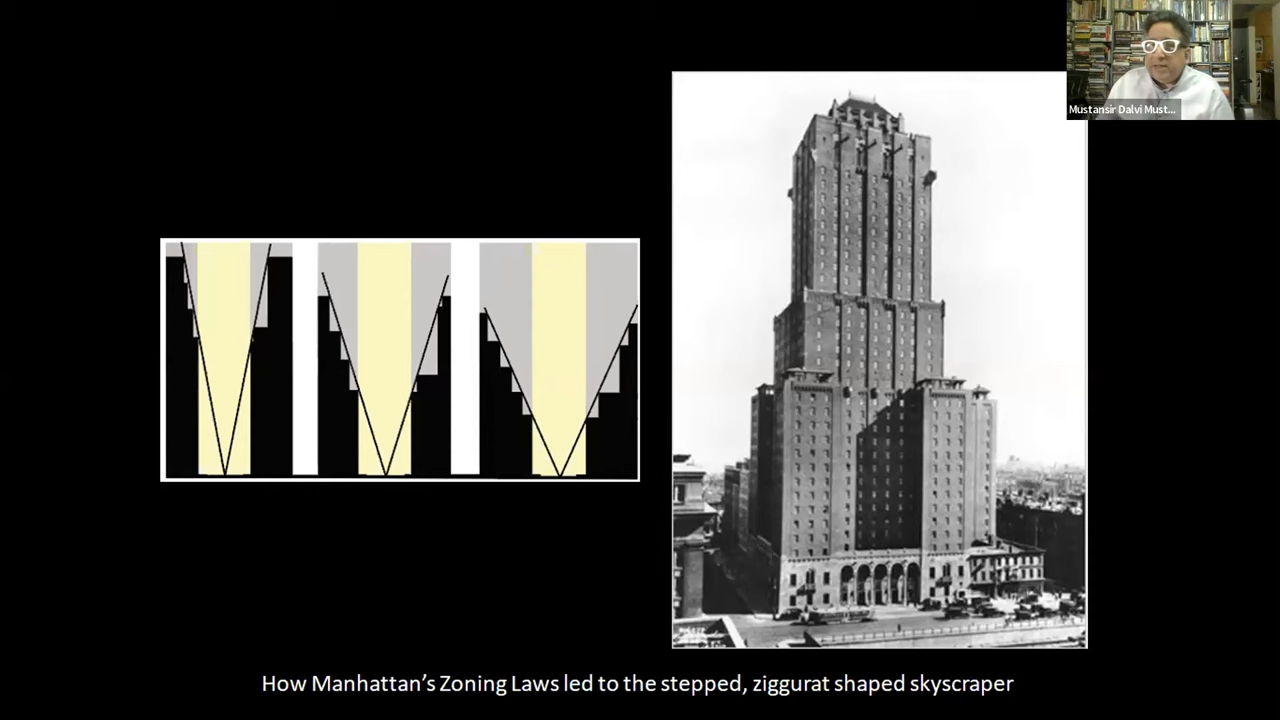 Mustansir Dalvi Must...
How Manhattan's Zoning Laws led to the stepped, ziggurat shaped skyscraper